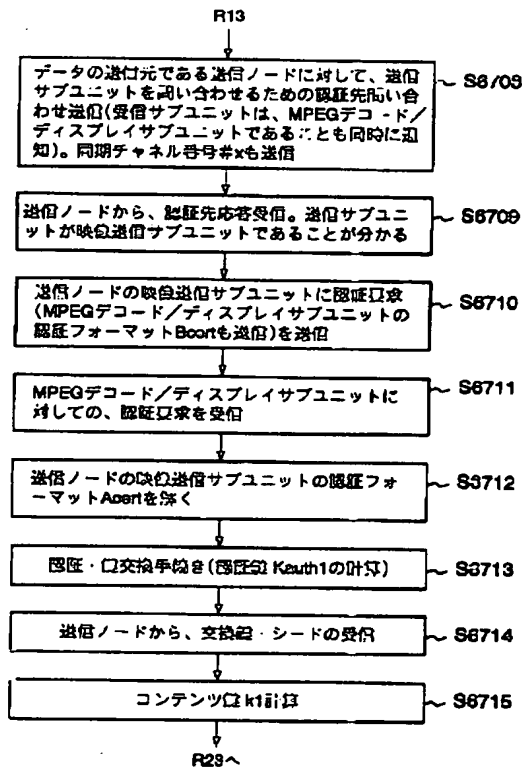 R13
データの送信元である送信ノードに対して、送信
サブユニットを問い合わせるための認証先問い合
わせ送信(受信サブユニットは、MPEGデコード/
ディスプレイサブユニットであることも同時に通
知)。同期チャネル番号#xも送信
S6708
送信ノードから、認証先応答受信。送信サブユニ
ットが映像送信サブユニットであることが分かる
S6709
送信ノードの映像送信サブユニットに認証要求
(MPEGデコード/ディスプレイサブユニットの
認証フォーマットBcertも送信)を送信
S6710
MPEGデコード/ディスプレイサブユニットに
対しての、認証要求を受信
S6711
送信ノードの映像送信サブユニットの認証フォ
ーマットAcertを解く
S6712
認証・鍵交換手続き(認証鍵Kauth1の計算)
S6713
送信ノードから、交換鍵・シードの受信
S6714
コンテンツ鍵k1計算
S6715
R23へ